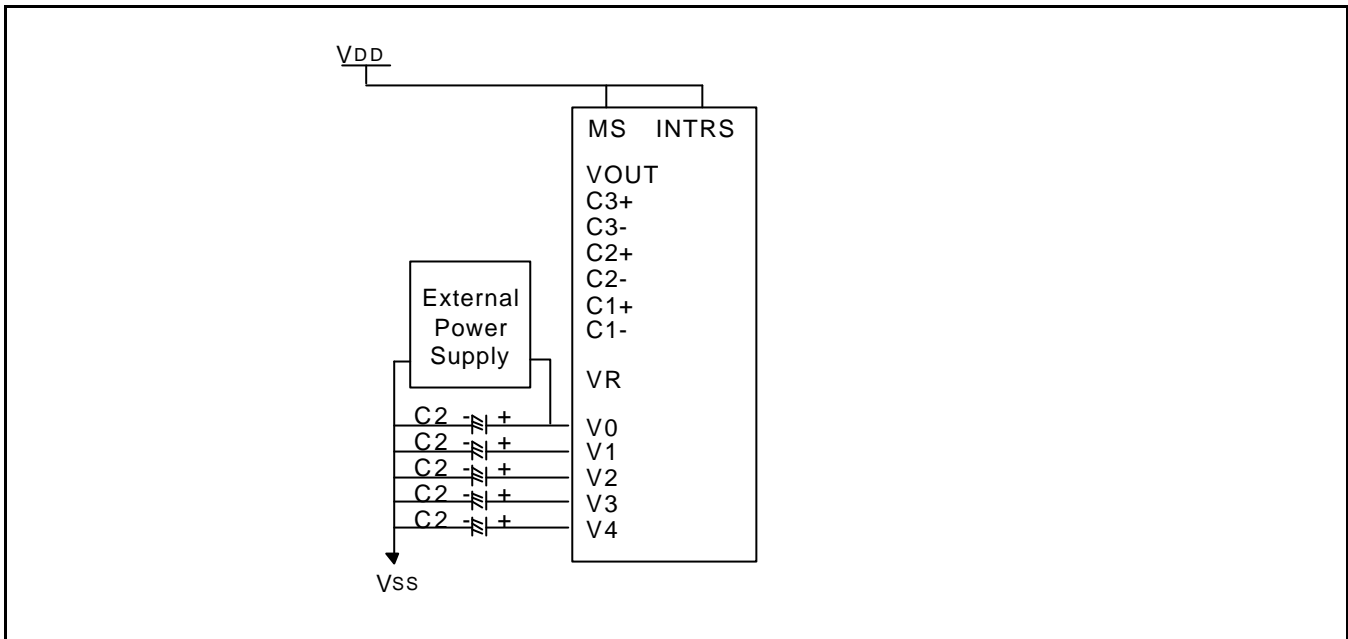 VDD
MS INTRS
VOUT
C3+
C3-
C2+
C2-
C1+
C1-
External
Power
Supply
VR
C2 - + V0
C2 - + V1
C2 - + V2
C2 - + V3
C2 - + V4
VSS